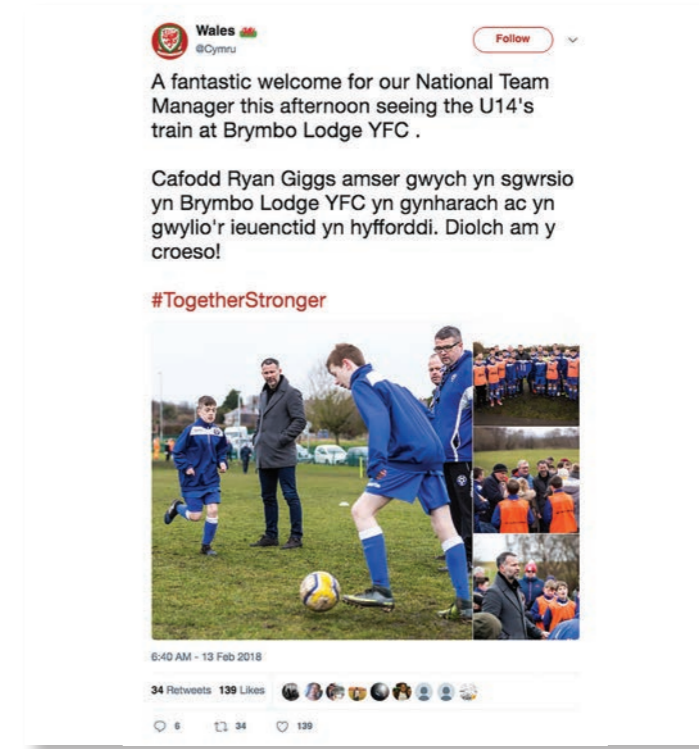 Wales
@Cymru
Follow
A fantastic welcome for our National Team
Manager this afternoon seeing the U14's
train at Brymbo Lodge YFC .
Cafodd Ryan Giggs amser gwych yn sgwrsio
yn Brymbo Lodge YFC yn gynharach ac yn
gwylio'r ieuenctid yn hyfforddi. Diolch am y
croeso!
#TogetherStronger
6:40 AM - 13 Feb 2018
34 Retweets 139 Likes
6 34 139